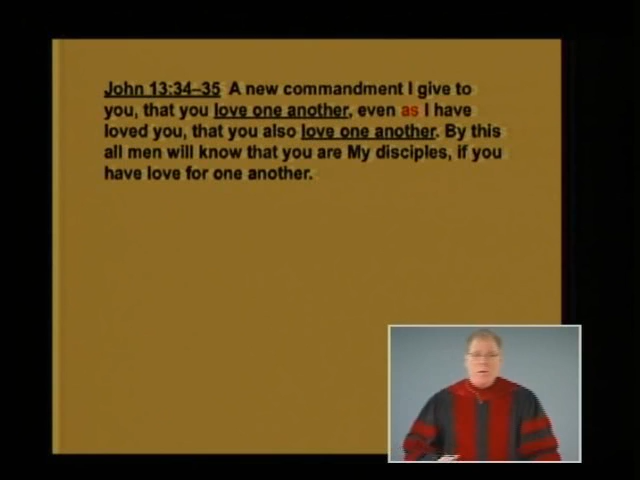 John 13:34–35 A new commandment I give to
you, that you love one another, even as I have
loved you, that you also love one another. By this
all men will know that you are My disciples, if you
have love for one another.